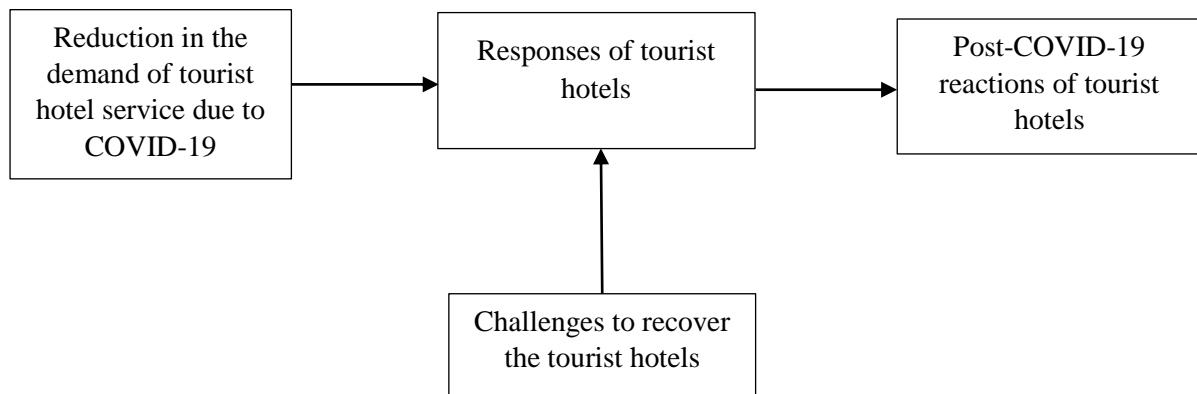 Reduction in the
demand of tourist
hotel service due to
COVID-19
Responses of tourist
hotels
Post-COVID-19
reactions of tourist
hotels
Challenges to recover
the tourist hotels